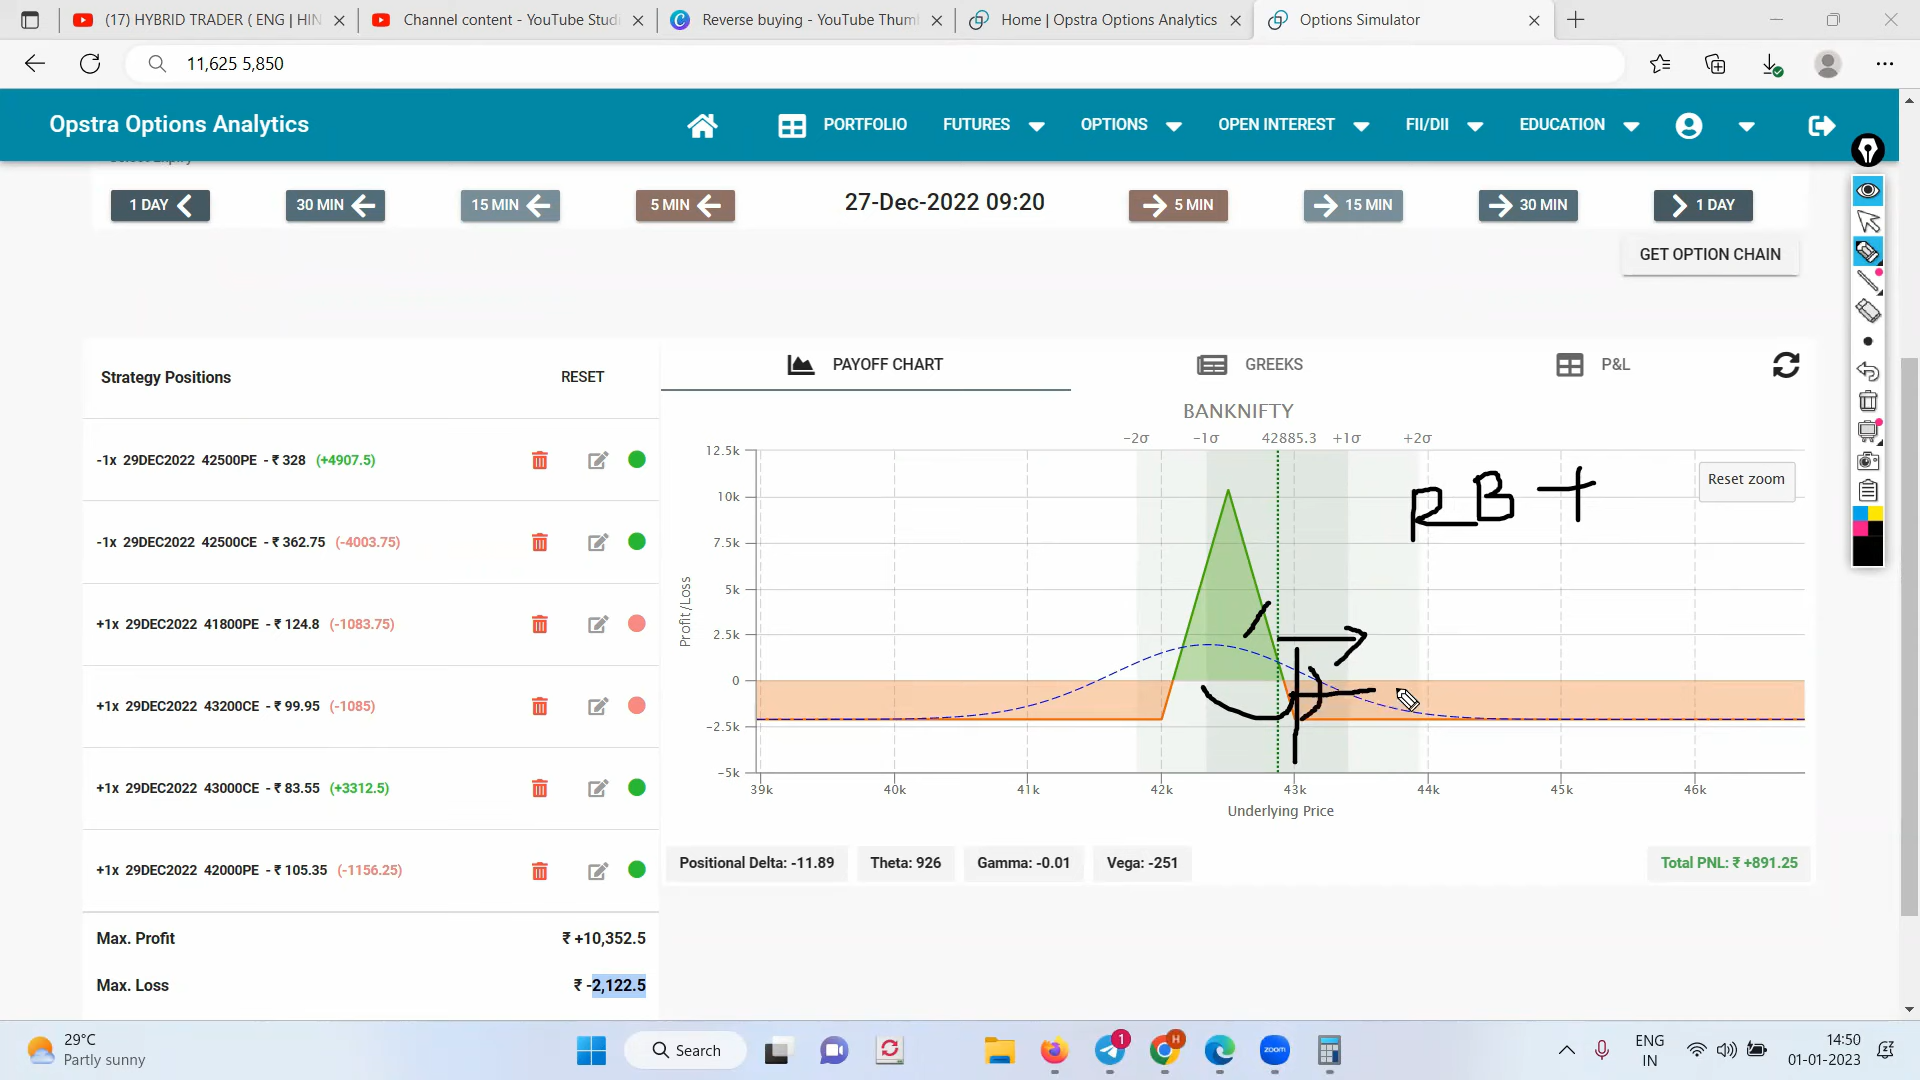 (17) HYBRID TRADER ( ENG | HIN
Channel content - YouTube Studi
Reverse buying - YouTube Thum
Home | Opstra Options Analytics
Options Simulator
11,625 5,850
Opstra Options Analytics
PORTFOLIO
FUTURES
OPTIONS
OPEN INTEREST
FII/DII
EDUCATION
Select Expiry
1 DAY
30 MIN
15 MIN
5 MIN
27-Dec-2022 09:20
5 MIN
15 MIN
30 MIN
1 DAY
GET OPTION CHAIN
Strategy Positions
RESET
-1x 29DEC2022 42500PE - ₹ 328 (+4907.5)
-1x 29DEC2022 42500CE - ₹ 362.75 (-4003.75)
+1x 29DEC2022 41800PE - ₹ 124.8 (-1083.75)
+1x 29DEC2022 43200CE - ₹ 99.95 (-1085)
+1x 29DEC2022 43000CE - ₹ 83.55 (+3312.5)
+1x 29DEC2022 42000PE - ₹ 105.35 (-1156.25)
Max. Profit
₹ +10,352.5
Max. Loss
₹ -2,122.5
PAYOFF CHART
GREEKS
P&L
BANKNIFTY
-2σ
-1σ
42885.3
+1σ
+2σ
Reset zoom
RB +
12.5k
10k
7.5k
5k
2.5k
0
-2.5k
-5k
Profit/Loss
39k
40k
41k
42k
43k
44k
45k
46k
Underlying Price
Positional Delta: -11.89
Theta: 926
Gamma: -0.01
Vega: -251
Total PNL: ₹ +891.25
29°C
Partly sunny
Search
1
H
zoom
ENG
IN
14:50
01-01-2023